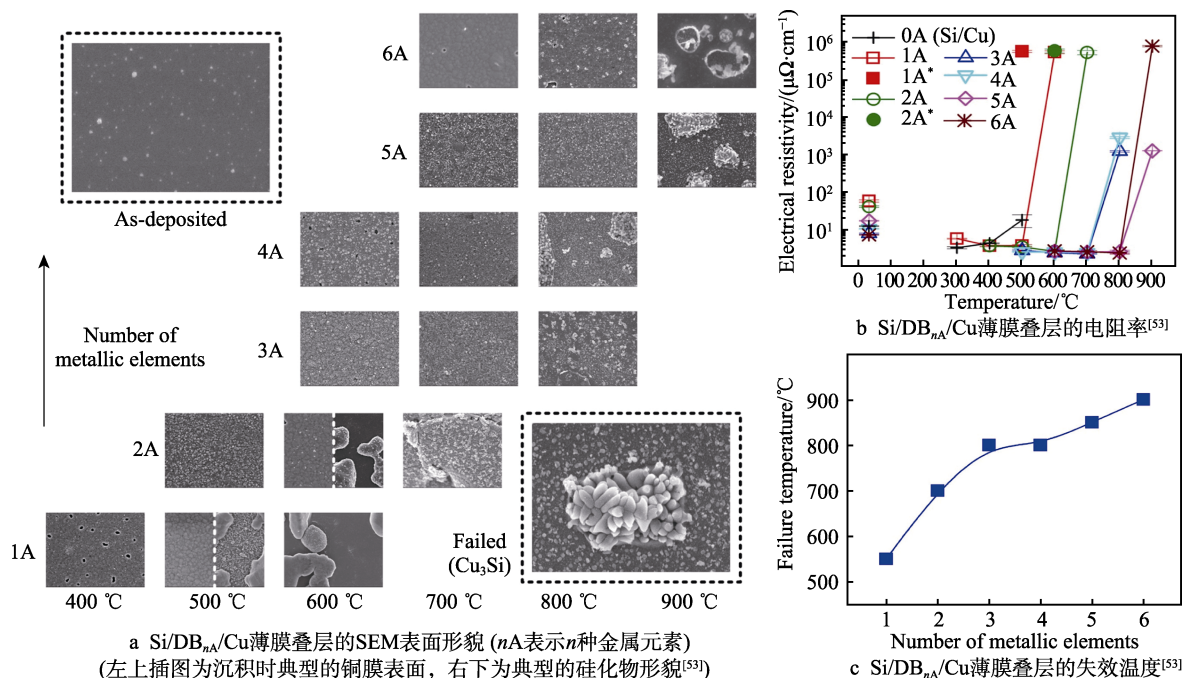 As-deposited
Number of
metallic elements
6A
5A
4A
3A
2A
1A
Failed
(Cu₃Si)
400 ℃ 500 ℃ 600 ℃ 700 ℃ 800 ℃ 900 ℃
a Si/DBₙA/Cu薄膜叠层的SEM表面形貌 (nA表示n种金属元素)
(左上插图为沉积时典型的铜膜表面，右下为典型的硅化物形貌[53])
Electrical resistivity/(μΩ·cm⁻¹)
10⁶
10⁵
10⁴
10³
10²
10¹
0A (Si/Cu)
1A
1A*
2A
2A*
3A
4A
5A
6A
0 100 300 400 500 600 700 800 900
Temperature/℃
b Si/DBₙA/Cu薄膜叠层的电阻率[53]
Failure temperature/℃
900
800
700
600
500
1 2 3 4 5 6
Number of metallic elements
c Si/DBₙA/Cu薄膜叠层的失效温度[53]